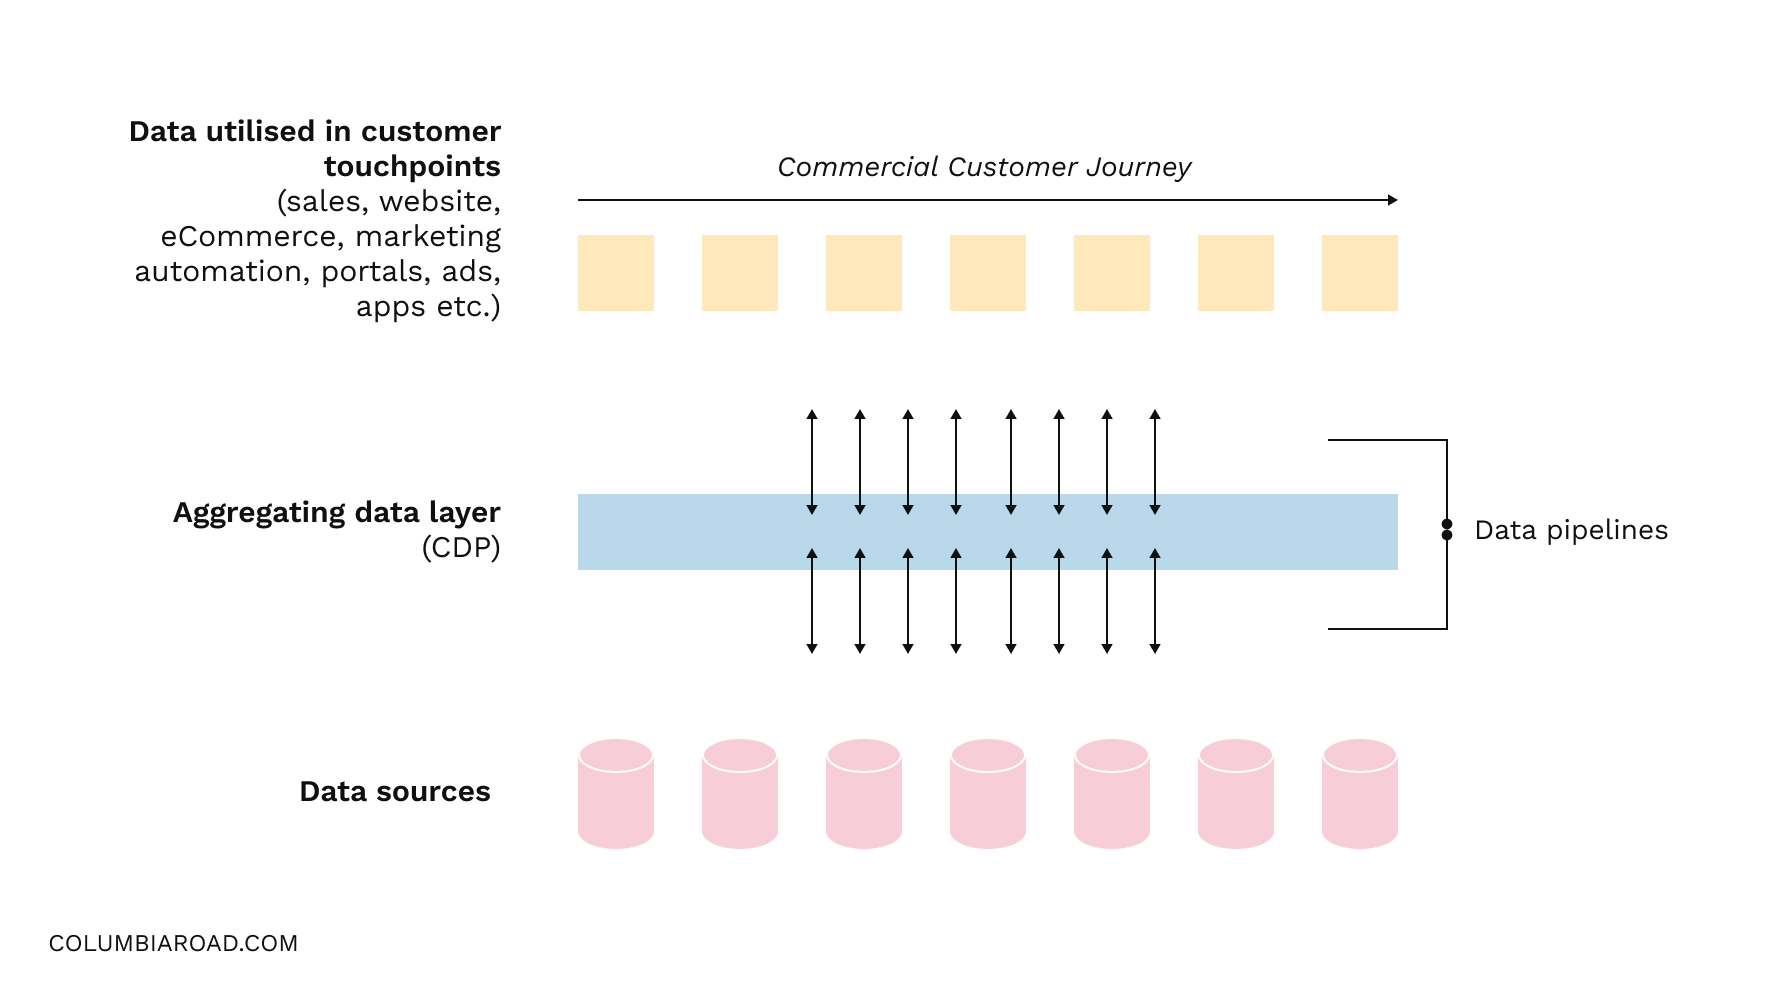 Data utilised in customer
touchpoints
(sales, website,
eCommerce, marketing
automation, portals, ads,
apps etc.)
Commercial Customer Journey
Aggregating data layer
(CDP)
Data pipelines
Data sources
COLUMBIAROAD.COM